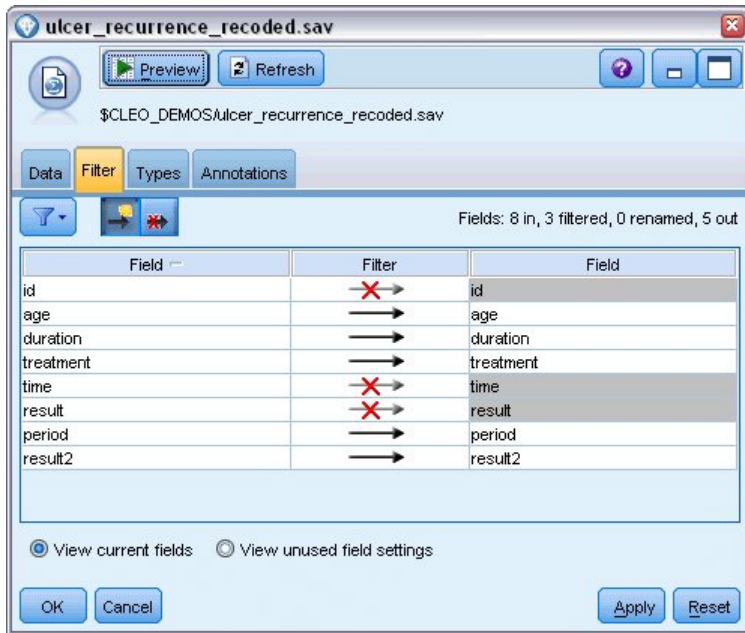 ulcer_recurrence_recoded.sav
Preview Refresh
$CLEO_DEMOS/ulcer_recurrence_recoded.sav
Data Filter Types Annotations
Fields: 8 in, 3 filtered, 0 renamed, 5 out
Field Filter Field
id id
age age
duration duration
treatment treatment
time time
result result
period period
result2 result2
View current fields View unused field settings
OK Cancel Apply Reset